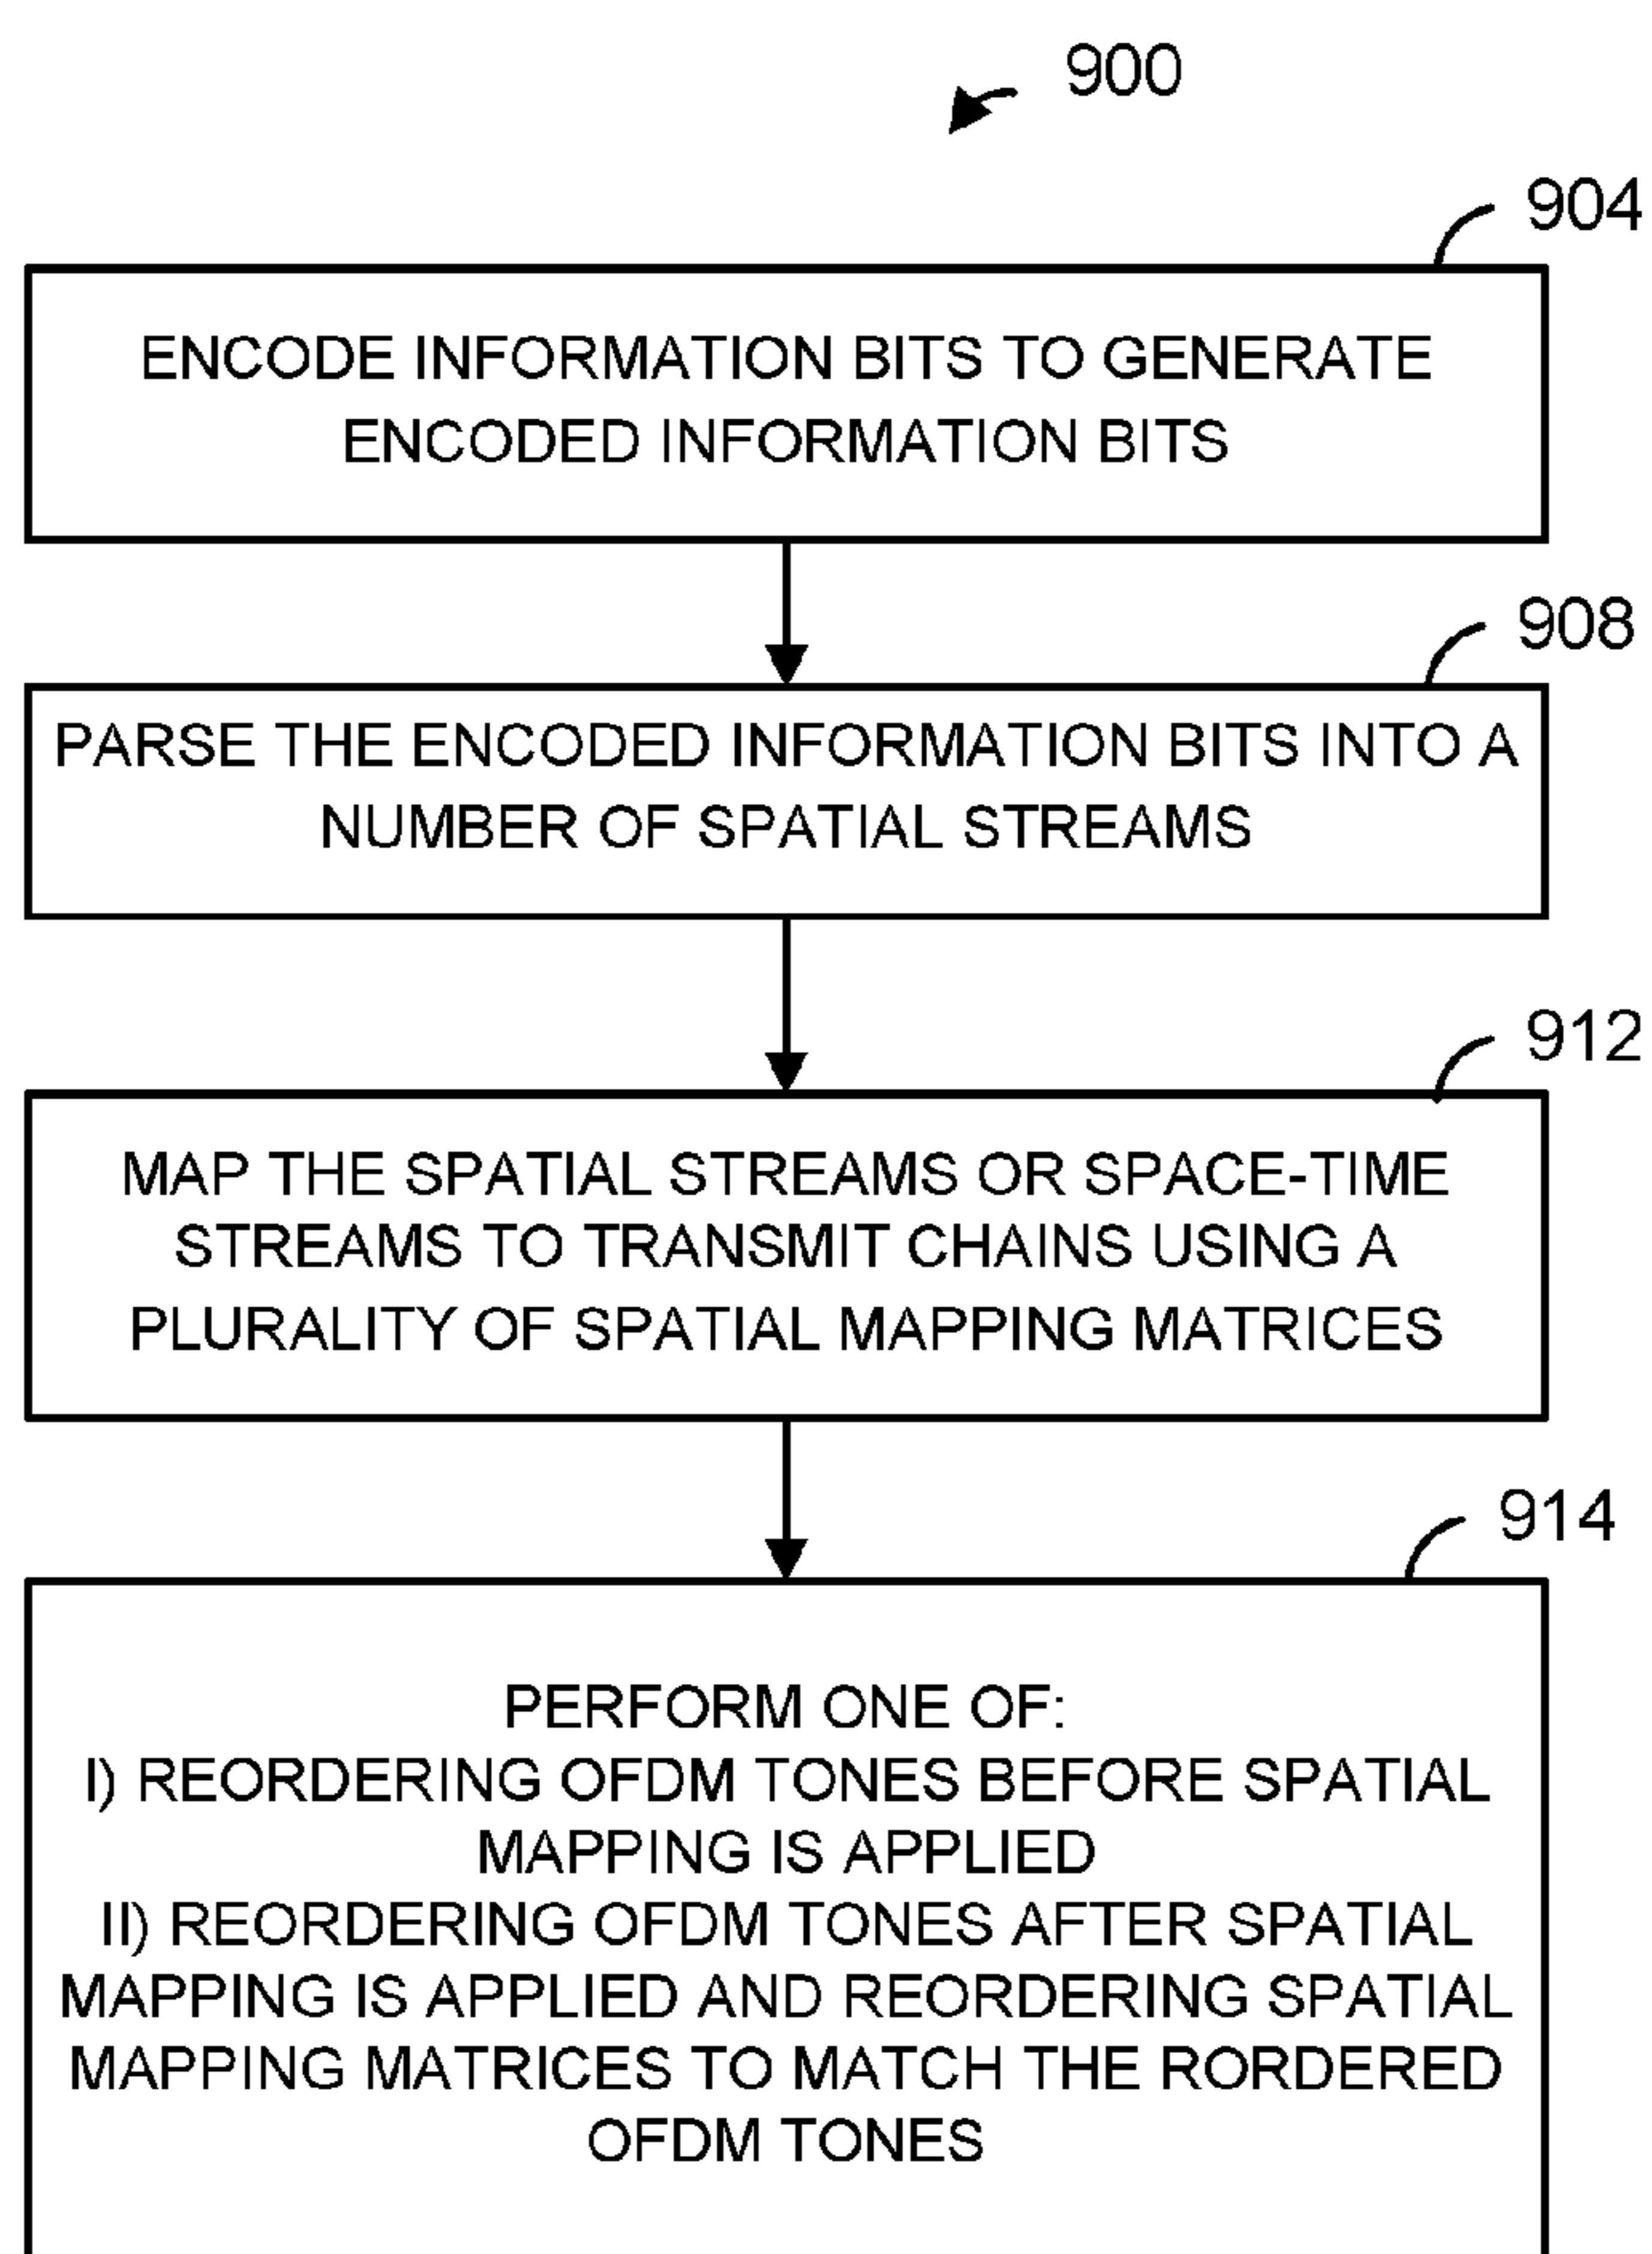 900
904
ENCODE INFORMATION BITS TO GENERATE
ENCODED INFORMATION BITS
908
PARSE THE ENCODED INFORMATION BITS INTO A
NUMBER OF SPATIAL STREAMS
912
MAP THE SPATIAL STREAMS OR SPACE-TIME
STREAMS TO TRANSMIT CHAINS USING A
PLURALITY OF SPATIAL MAPPING MATRICES
914
PERFORM ONE OF:
I) REORDERING OFDM TONES BEFORE SPATIAL
MAPPING IS APPLIED
II) REORDERING OFDM TONES AFTER SPATIAL
MAPPING IS APPLIED AND REORDERING SPATIAL
MAPPING MATRICES TO MATCH THE RORDERED
OFDM TONES